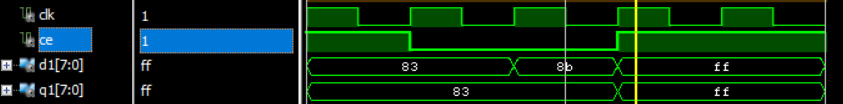 clk 1
ce 1
d1[7:0] ff 83 8b ff
q1[7:0] ff 83 ff